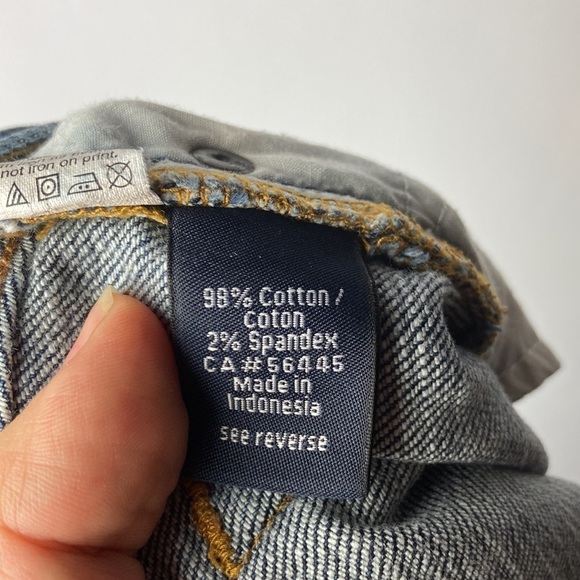 not iron on print.
98% Cotton /
Coton
2% Spandex
CA # 56445
Made in
Indonesia
see reverse